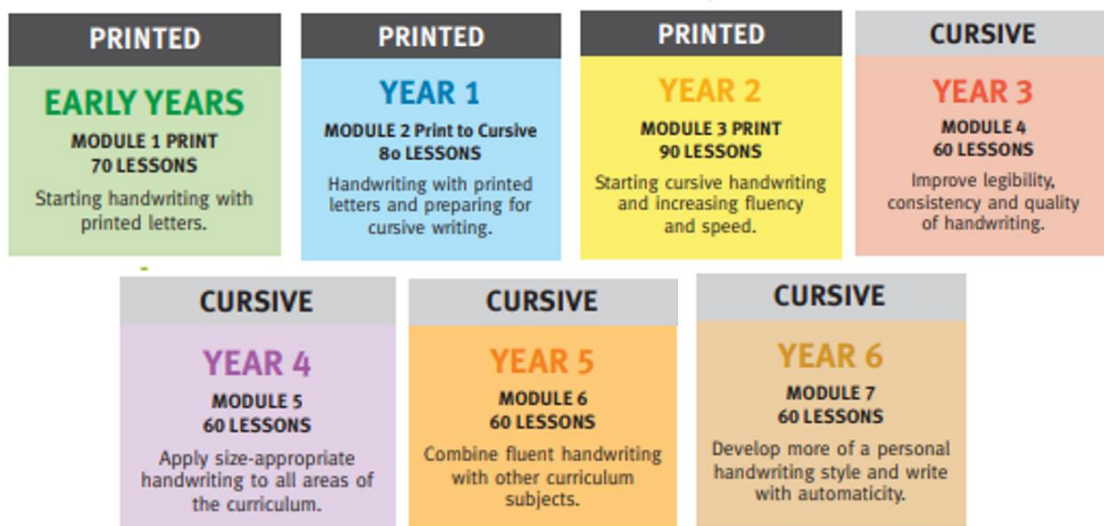 PRINTED
EARLY YEARS
MODULE 1 PRINT
70 LESSONS
Starting handwriting with
printed letters.
PRINTED
YEAR 1
MODULE 2 Print to Cursive
8o LESSONS
Handwriting with printed
letters and preparing for
cursive writing.
PRINTED
YEAR 2
MODULE 3 PRINT
90 LESSONS
Starting cursive handwriting
and increasing fluency
and speed.
CURSIVE
YEAR 3
MODULE 4
60 LESSONS
Improve legibility,
consistency and quality
of handwriting.
CURSIVE
YEAR 4
MODULE 5
60 LESSONS
Apply size-appropriate
handwriting to all areas of
the curriculum.
CURSIVE
YEAR 5
MODULE 6
60 LESSONS
Combine fluent handwriting
with other curriculum
subjects.
CURSIVE
YEAR 6
MODULE 7
60 LESSONS
Develop more of a personal
handwriting style and write
with automaticity.